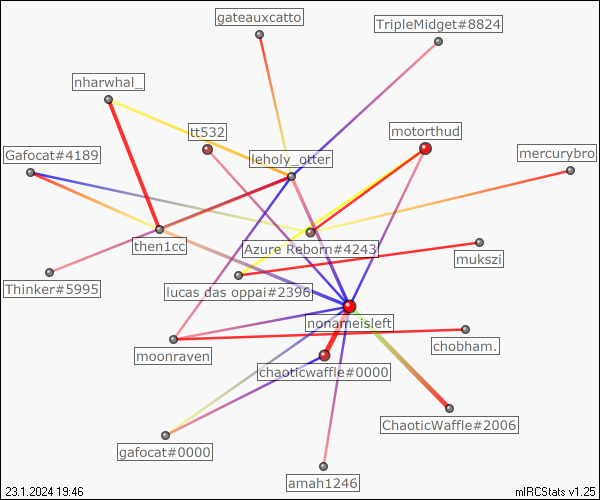 gateauxcatto
TripleMidget#8824
nharwhal_
tt532
motorthud
Gafocat#4189
leholy_otter
mercurybro
then1cc
Azure Reborn#4243
mukszi
Thinker#5995
lucas das oppai#2396
nonameisleft
moonraven
chobham.
chaoticwaffle#0000
ChaoticWaffle#2006
gafocat#0000
amah1246
23.1.2024 19:46
mIRCStats v1.25